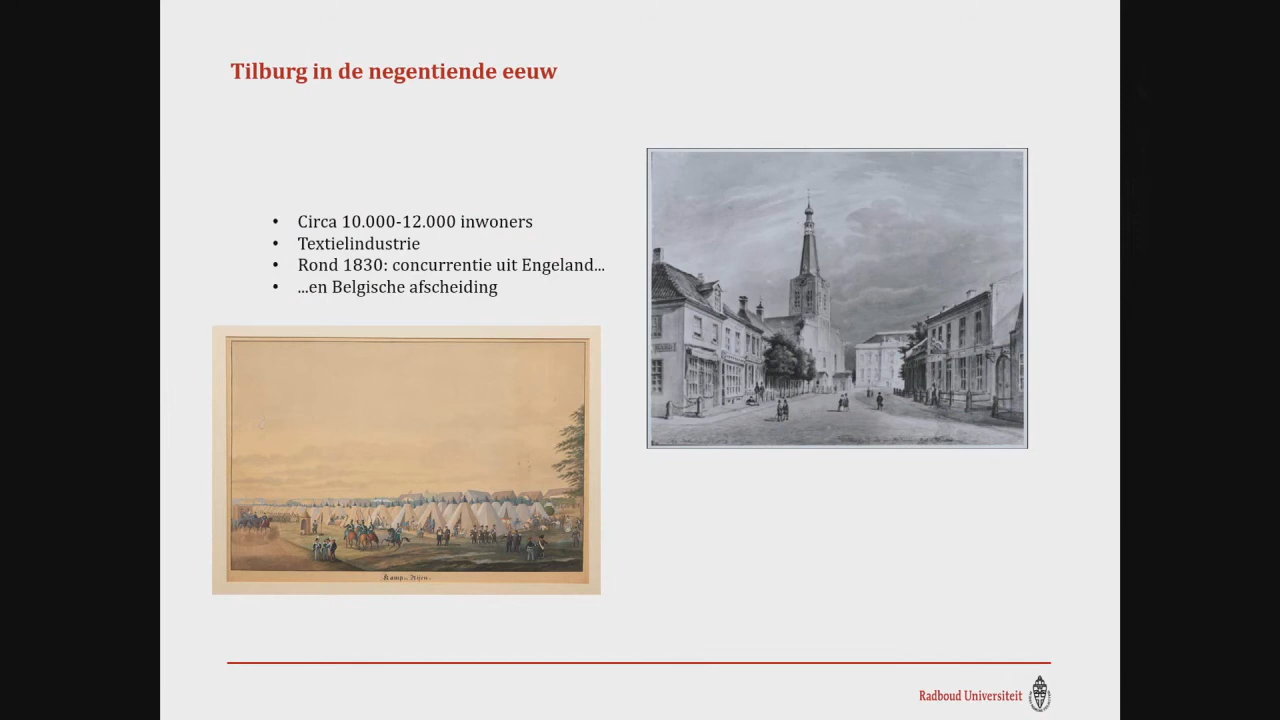 Tilburg in de negentiende eeuw
• Circa 10.000-12.000 inwoners
• Textielindustrie
• Rond 1830: concurrentie uit Engeland...
• ...en Belgische afscheiding
Kamp
Radboud Universiteit